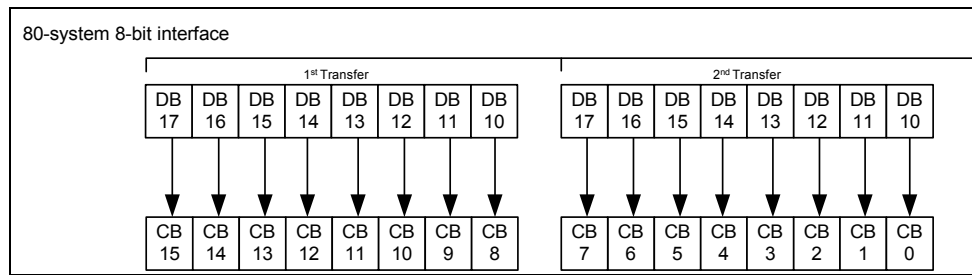 80-system 8-bit interface
1st Transfer 2nd Transfer
DB DB DB DB DB DB DB DB DB DB DB DB DB DB DB DB
17 16 15 14 13 12 11 10 17 16 15 14 13 12 11 10
CB CB CB CB CB CB CB CB CB CB CB CB CB CB CB CB
15 14 13 12 11 10 9 8 7 6 5 4 3 2 1 0